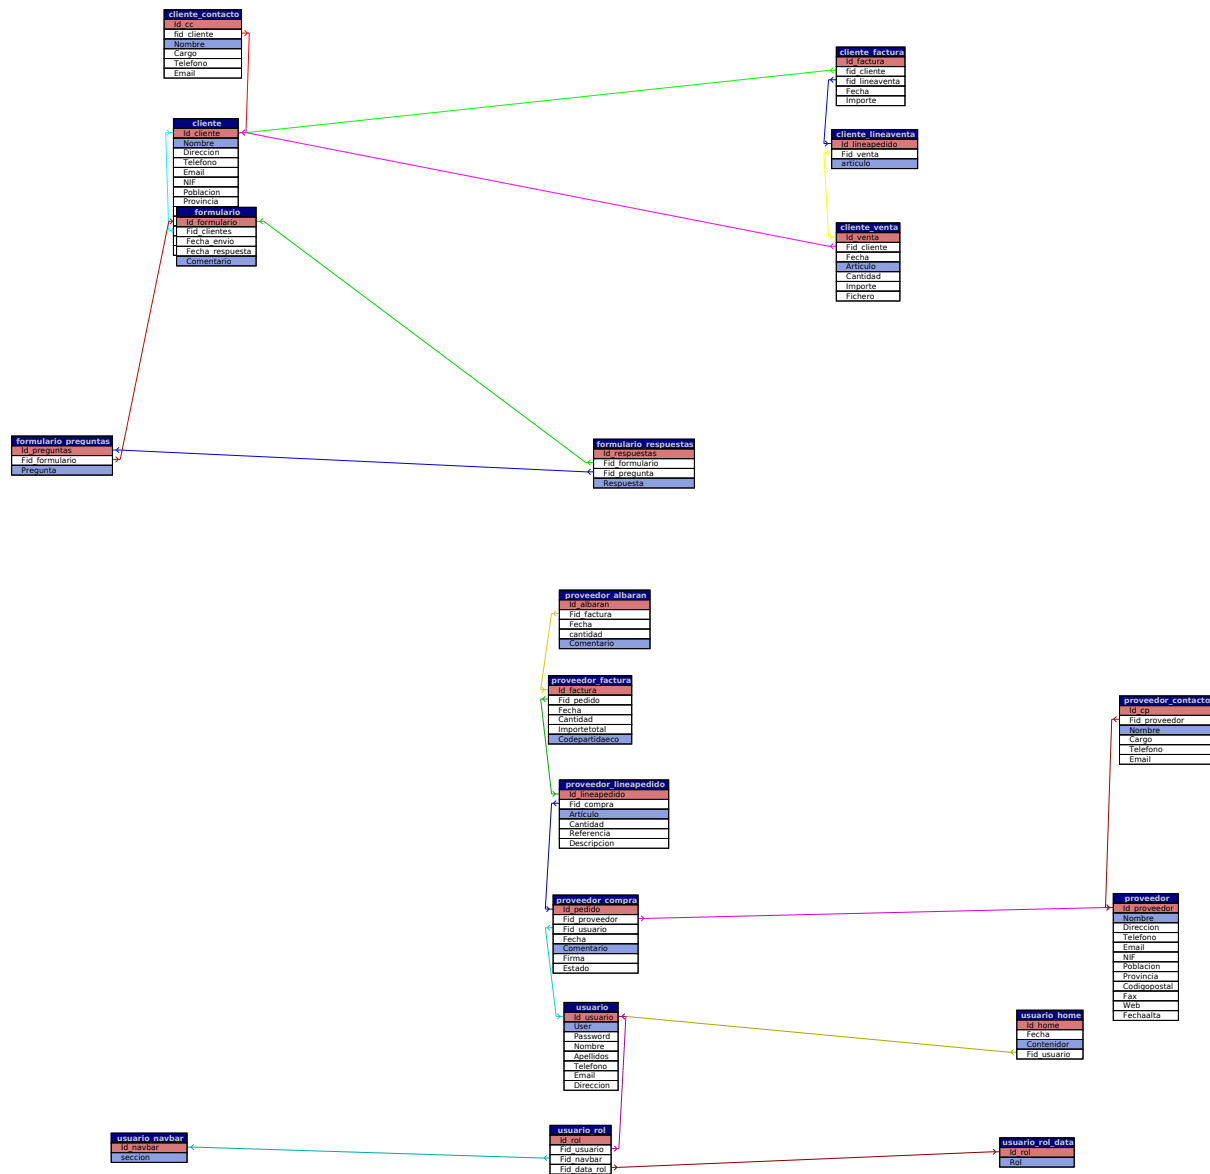 cliente_contacto
Id_cc
fid_cliente
Nombre
Cargo
Telefono
Email
cliente_factura
Id_factura
fid_cliente
fid_lineaventa
Fecha
Importe
cliente
Id_cliente
Nombre
Direccion
Telefono
Email
NIF
Poblacion
Provincia
cliente_lineaventa
Id_lineapedido
Fid_venta
articulo
formulario
Id_formulario
Fid_clientes
Fecha_envio
Fecha_respuesta
Comentario
cliente_venta
Id_venta
Fid_cliente
Fecha
Articulo
Cantidad
Importe
Fichero
formulario_preguntas
Id_preguntas
Fid_formulario
Pregunta
formulario_respuestas
Id_respuestas
Fid_formulario
Fid_pregunta
Respuesta
proveedor_albaran
Id_albaran
Fid_factura
Fecha
cantidad
Comentario
proveedor_factura
Id_factura
Fid_pedido
Fecha
Cantidad
Importetotal
Codepartidaeco
proveedor_contacto
Id_cp
Fid_proveedor
Nombre
Cargo
Telefono
Email
proveedor_lineapedido
Id_lineapedido
Fid_compra
Artículo
Cantidad
Referencia
Descripcion
proveedor_compra
Id_pedido
Fid_proveedor
Fid_usuario
Fecha
Comentario
Firma
Estado
proveedor
Id_proveedor
Nombre
Direccion
Telefono
Email
NIF
Poblacion
Provincia
Codigopostal
Fax
Web
Fechaalta
usuario
Id_usuario
User
Password
Nombre
Apellidos
Telefono
Email
Direccion
usuario_home
Id_home
Fecha
Contenidor
Fid_usuario
usuario_navbar
Id_navbar
seccion
usuario_rol
Id_rol
Fid_usuario
Fid_navbar
Fid_data_rol
usuario_rol_data
Id_rol
Rol